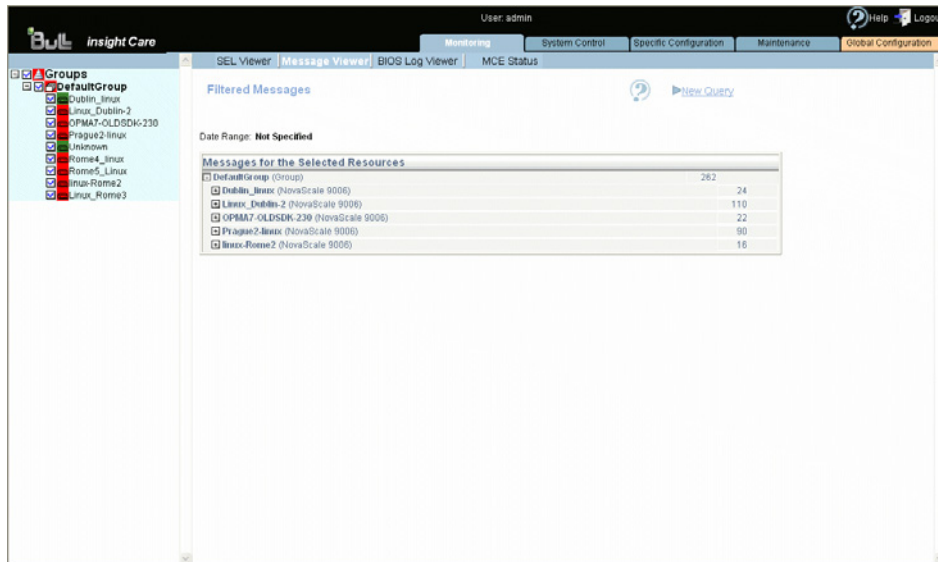 User: admin
Help
Logou
Bull
insight Care
Monitoring
System Control
Specific Configuration
Maintenance
Global Configuration
SEL Viewer
Message Viewer
BIOS Log Viewer
MCE Status
Groups
DefaultGroup
Dublin_linux
Linux_Dublin-2
OPMA7-OLDSDK-230
Prague2-linux
Unknown
Rome4_linux
Rome5_Linux
linux-Rome2
Linux_Rome3
Filtered Messages
New Query
Date Range: Not Specified
Messages for the Selected Resources
DefaultGroup (Group) 262
Dublin_linux (NovaScale 9006) 24
Linux_Dublin-2 (NovaScale 9006) 110
OPMA7-OLDSDK-230 (NovaScale 9006) 22
Prague2-linux (NovaScale 9006) 90
linux-Rome2 (NovaScale 9006) 16